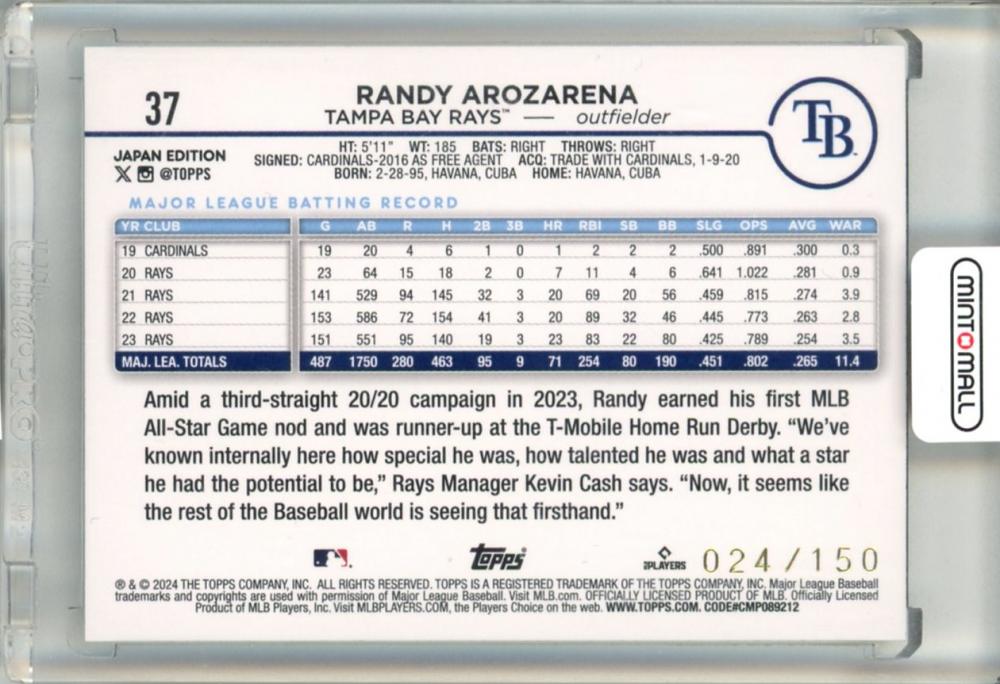 37
RANDY AROZARENA
TAMPA BAY RAYS™ — outfielder
TB
HT: 5'11" WT: 185 BATS: RIGHT THROWS: RIGHT
SIGNED: CARDINALS-2016 AS FREE AGENT ACQ: TRADE WITH CARDINALS, 1-9-20
BORN: 2-28-95, HAVANA, CUBA HOME: HAVANA, CUBA
JAPAN EDITION
X @TOPPS
MAJOR LEAGUE BATTING RECORD
YR CLUB G AB R H 2B 3B HR RBI SB BB SLG OPS AVG WAR
19 CARDINALS 19 20 4 6 1 0 1 2 2 2 .500 .891 .300 0.3
20 RAYS 23 64 15 18 2 0 7 11 4 6 .641 1.022 .281 0.9
21 RAYS 141 529 94 145 32 3 20 69 20 56 .459 .815 .274 3.9
22 RAYS 153 586 72 154 41 3 20 89 32 46 .445 .773 .263 2.8
23 RAYS 151 551 95 140 19 3 23 83 22 80 .425 .789 .254 3.5
MAJ. LEA. TOTALS 487 1750 280 463 95 9 71 254 80 190 .451 .802 .265 11.4
Amid a third-straight 20/20 campaign in 2023, Randy earned his first MLB
All-Star Game nod and was runner-up at the T-Mobile Home Run Derby. “We’ve
known internally here how special he was, how talented he was and what a star
he had the potential to be,” Rays Manager Kevin Cash says. “Now, it seems like
the rest of the Baseball world is seeing that firsthand.”
topps PLAYERS 024/150
® & © 2024 THE TOPPS COMPANY, INC. ALL RIGHTS RESERVED. TOPPS IS A REGISTERED TRADEMARK OF THE TOPPS COMPANY, INC. Major League Baseball
trademarks and copyrights are used with permission of Major League Baseball. Visit MLB.com. OFFICIALLY LICENSED PRODUCT OF MLB. Officially Licensed
Product of MLB Players, Inc. Visit MLBPLAYERS.COM, the Players Choice on the web. WWW.TOPPS.COM. CODE#CMP089212
MINT MALL